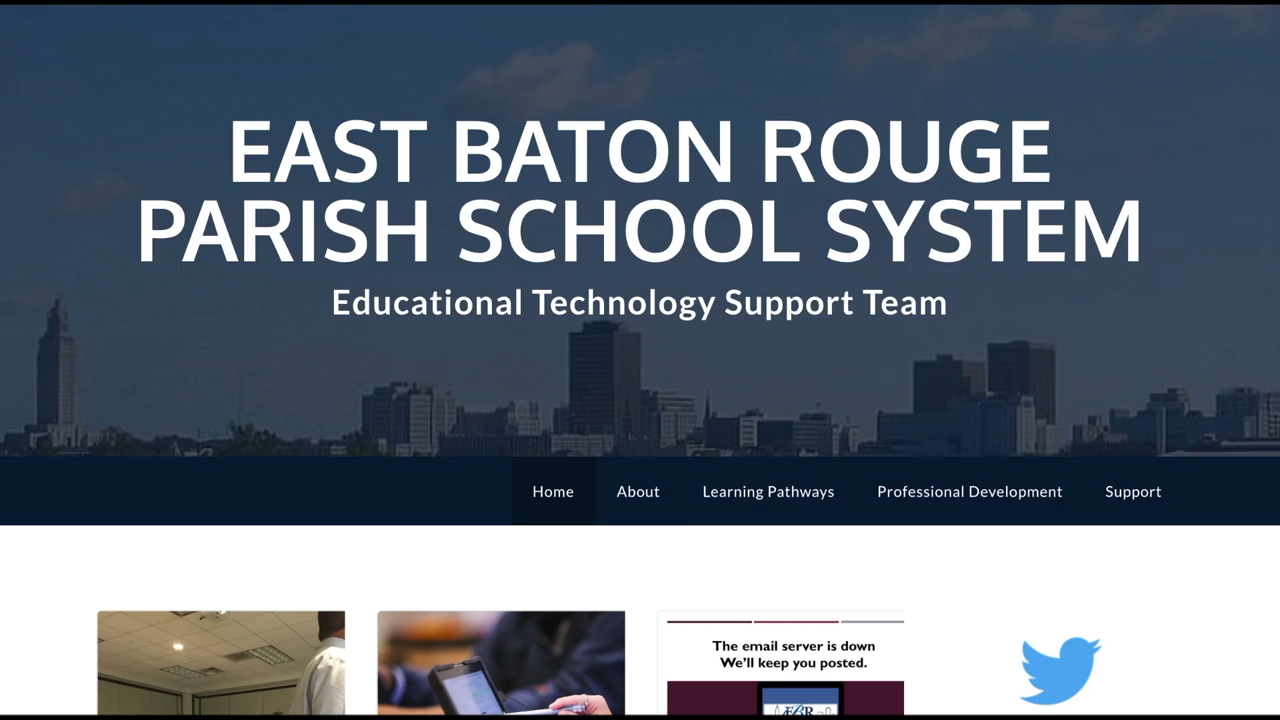 EAST BATON ROUGE
PARISH SCHOOL SYSTEM
Educational Technology Support Team
Home About Learning Pathways Professional Development Support
The email server is down
We'll keep you posted.
EBR